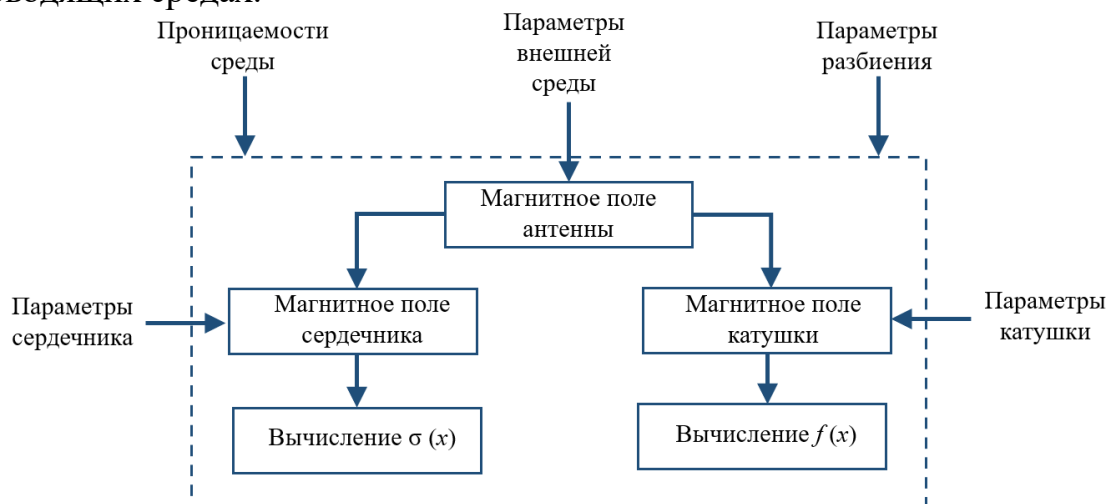 Проницаемости
среды
Параметры
внешней
среды
Параметры
разбиения
Магнитное поле
антенны
Параметры
сердечника
Магнитное поле
сердечника
Магнитное поле
катушки
Параметры
катушки
Вычисление σ (x)
Вычисление f (x)